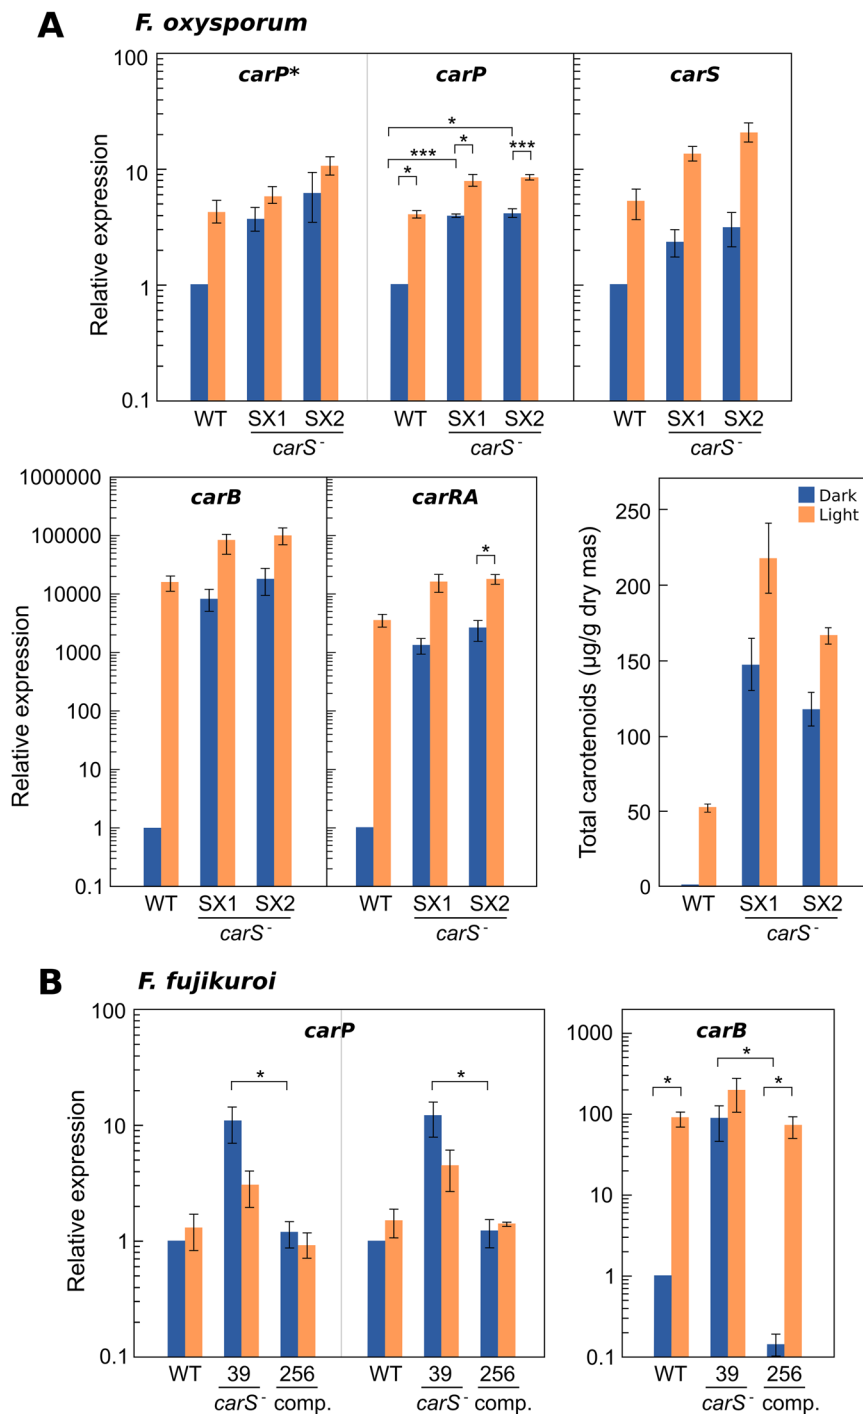 A F. oxysporum
100
10
1
0.1
Relative expression
carP*
carP
carS
*
***
*
*
***
WT SX1 SX2
carS-
WT SX1 SX2
carS-
WT SX1 SX2
carS-
1000000
100000
10000
1000
100
10
1
0.1
Relative expression
carB
carRA
*
WT SX1 SX2
carS-
WT SX1 SX2
carS-
250
200
150
100
50
0
Total carotenoids (μg/g dry mas)
Dark
Light
WT SX1 SX2
carS-
B F. fujikuroi
100
10
1
0.1
Relative expression
carP
*
*
WT 39 256
carS- comp.
WT 39 256
carS- comp.
1000
100
10
1
0.1
carB
*
*
*
WT 39 256
carS- comp.